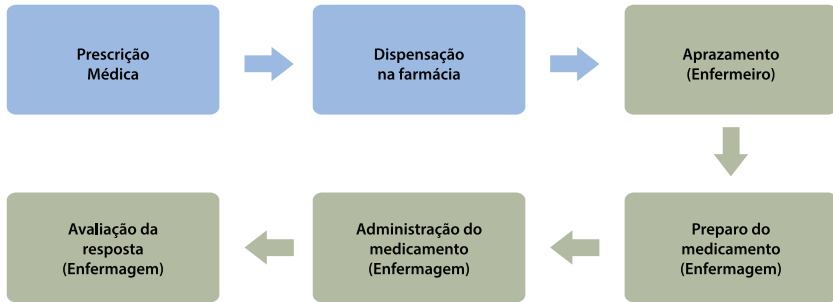 Prescrição
Médica
Dispensação
na farmácia
Aprazamento
(Enfermeiro)
Preparo do
medicamento
(Enfermagem)
Administração do
medicamento
(Enfermagem)
Avaliação da
resposta
(Enfermagem)